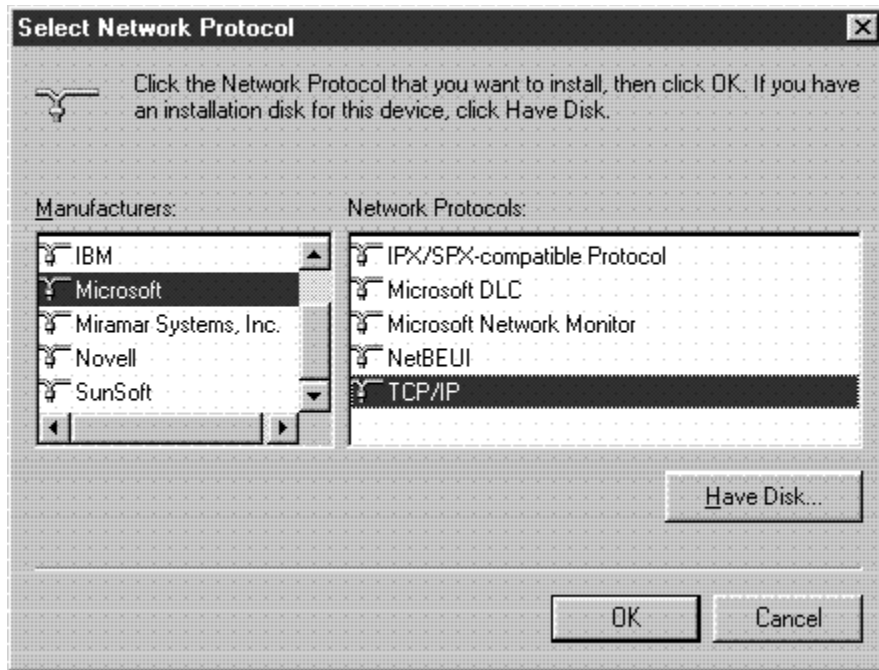 Select Network Protocol
Click the Network Protocol that you want to install, then click OK. If you have
an installation disk for this device, click Have Disk.
Manufacturers:
IBM
Microsoft
Miramar Systems, Inc.
Novell
SunSoft
Network Protocols:
IPX/SPX-compatible Protocol
Microsoft DLC
Microsoft Network Monitor
NetBEUI
TCP/IP
Have Disk...
OK
Cancel